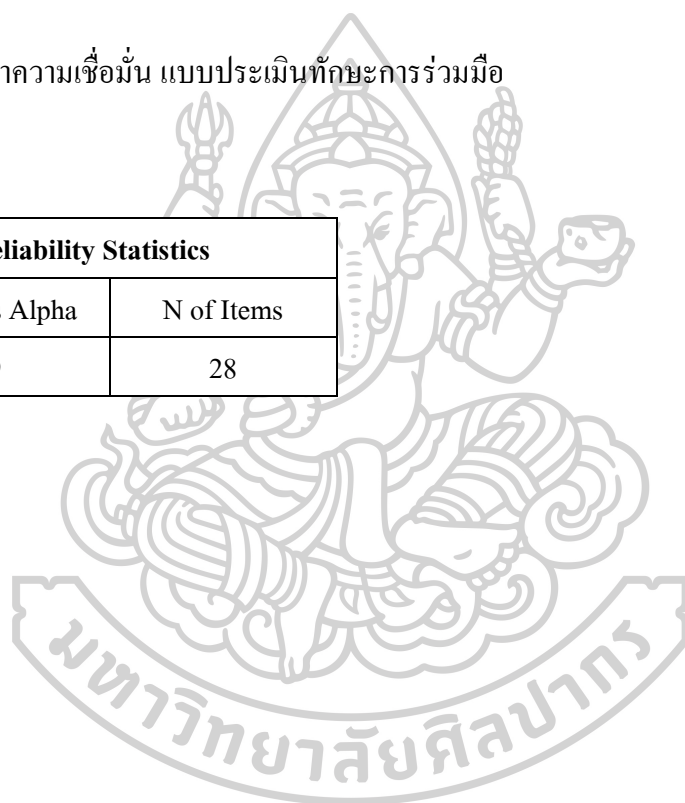 าความเชื่อมั่น แบบประเมินทักษะการร่วมมือ
eliability Statistics
Alpha N of Items
28
มหาวิทยาลัยศิลปากร